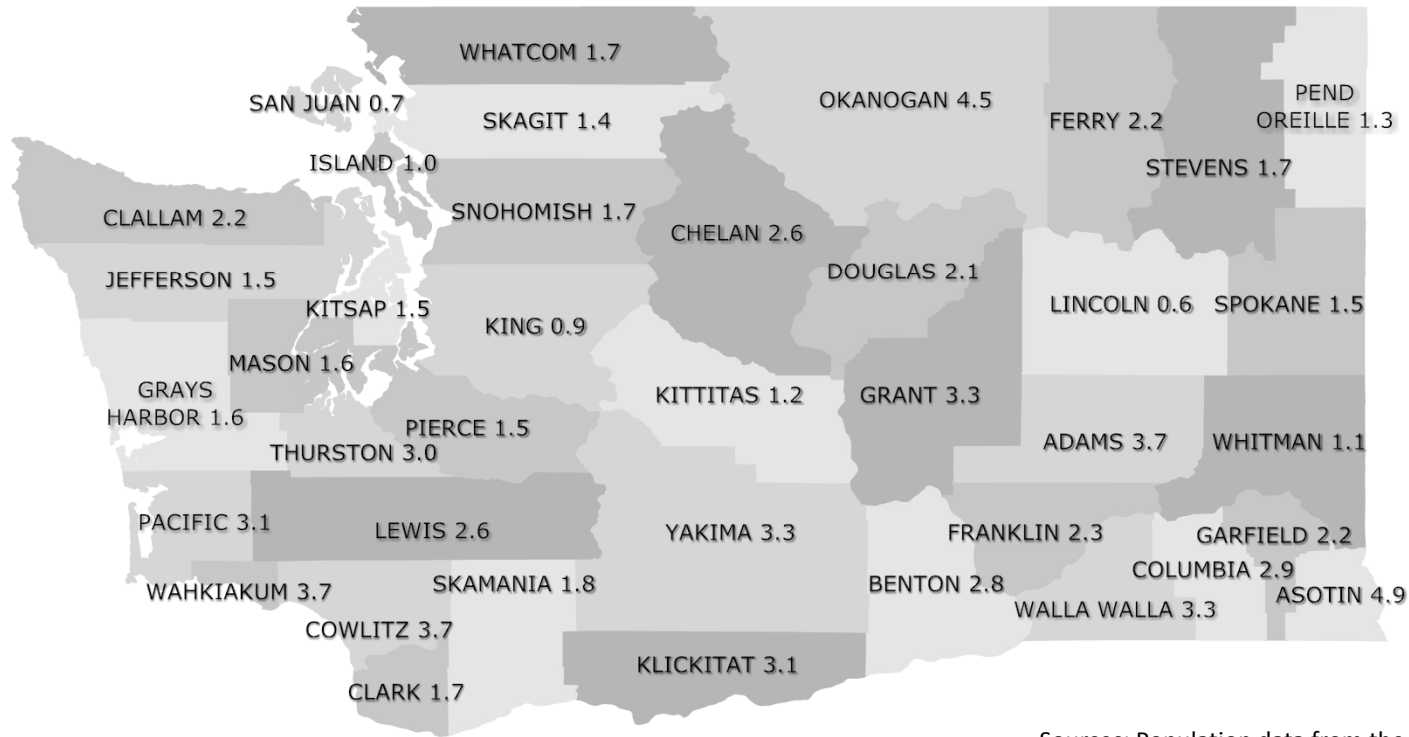 WHATCOM 1.7
SAN JUAN 0.7
SKAGIT 1.4
OKANOGAN 4.5
FERRY 2.2
PEND
OREILLE 1.3
STEVENS 1.7
ISLAND 1.0
CLALLAM 2.2
SNOHOMISH 1.7
CHELAN 2.6
DOUGLAS 2.1
JEFFERSON 1.5
KITSAP 1.5
KING 0.9
LINCOLN 0.6
SPOKANE 1.5
MASON 1.6
GRAYS
HARBOR 1.6
KITTITAS 1.2
GRANT 3.3
PIERCE 1.5
THURSTON 3.0
ADAMS 3.7
WHITMAN 1.1
PACIFIC 3.1
LEWIS 2.6
YAKIMA 3.3
FRANKLIN 2.3
GARFIELD 2.2
COLUMBIA 2.9
WAHKIAKUM 3.7
SKAMANIA 1.8
BENTON 2.8
ASOTIN 4.9
WALLA WALLA 3.3
COWLITZ 3.7
KLICKITAT 3.1
CLARK 1.7
Sources: Population data from the